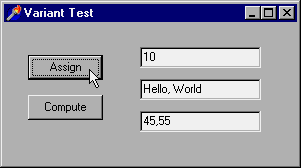 Variant Test
Assign
Compute
10
Hello, World
45,55